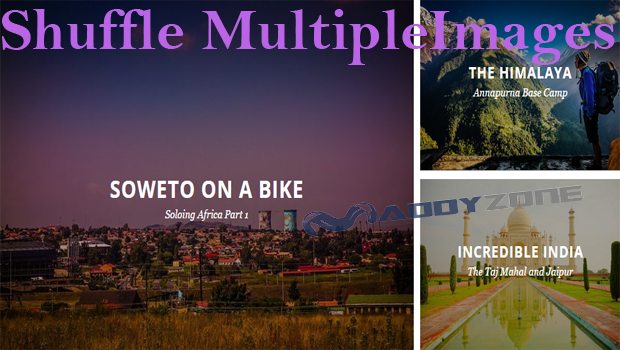 Shuffle MultipleImages
THE HIMALAYA
Annapurna Base Camp
SOWETO ON A BIKE
Soloing Africa Part 1
MADDYZONE
INCREDIBLE INDIA
The Taj Mahal and Jaipur